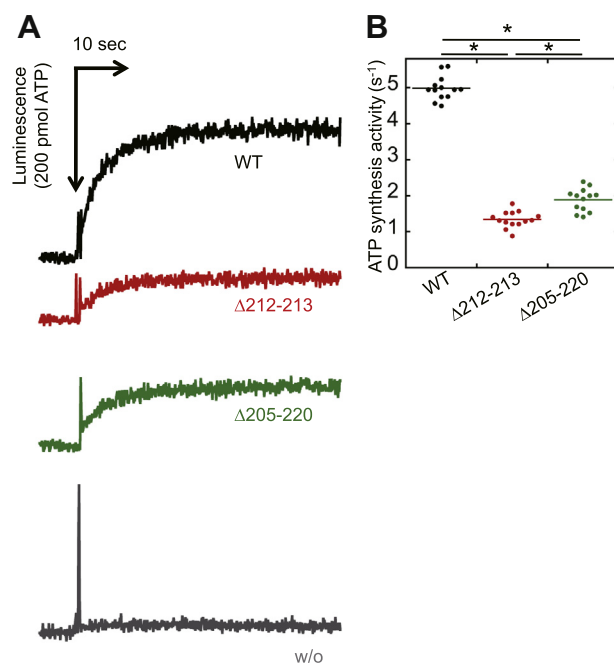 A
10 sec
Luminescence
(200 pmol ATP)
WT
Δ212-213
Δ205-220
w/o
B
* 
* *
ATP synthesis activity (s⁻¹)
5
4
3
2
1
0
WT
Δ212-213
Δ205-220